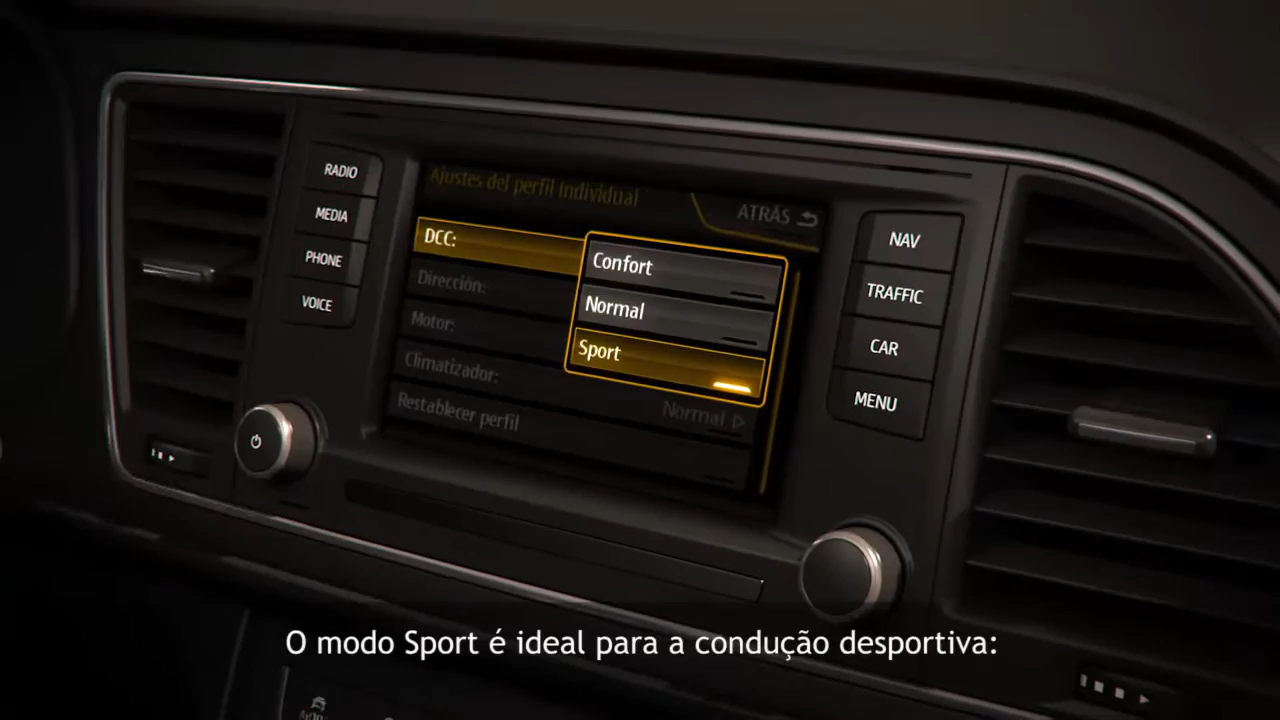 RADIO
MEDIA
PHONE
VOICE
Ajustes del perfil Individual
ATRÁS
DCC:
Dirección:
Motor:
Climatizador:
Restablecer perfil
Confort
Normal
Sport
Normal
NAV
TRAFFIC
CAR
MENU
O modo Sport é ideal para a condução desportiva: